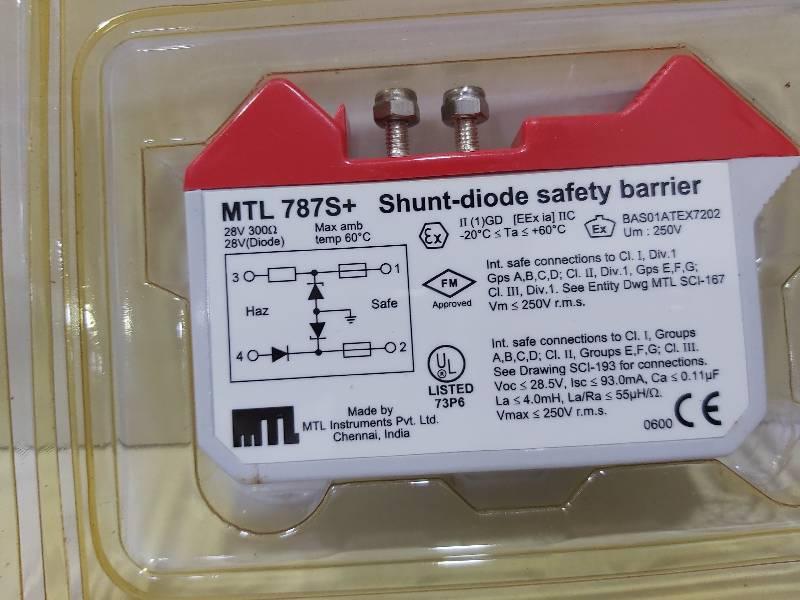 MTL 787S+ Shunt-diode safety barrier
28V 300Ω
28V(Diode)
Max amb
temp 60°C
3
1
Haz
Safe
4
2
MTL
Made by
MTL Instruments Pvt. Ltd.
Chennai, India
Ex
II (1)GD [EEx ia] IIC
-20°C ≤ Ta ≤ +60°C
Ex
BAS01ATEX7202
Um : 250V
FM
Approved
Int. safe connections to Cl. I, Div.1
Gps A,B,C,D; Cl. II, Div.1, Gps E,F,G;
Cl. III, Div.1. See Entity Dwg MTL SCI-167
Vm ≤ 250V r.m.s.
UL
LISTED
73P6
Int. safe connections to Cl. I, Groups
A,B,C,D; Cl. II, Groups E,F,G; Cl. III.
See Drawing SCI-193 for connections.
Voc ≤ 28.5V, Isc ≤ 93.0mA, Ca ≤ 0.11µF
La ≤ 4.0mH, La/Ra ≤ 55µH/Ω.
Vmax ≤ 250V r.m.s.
0600 CE